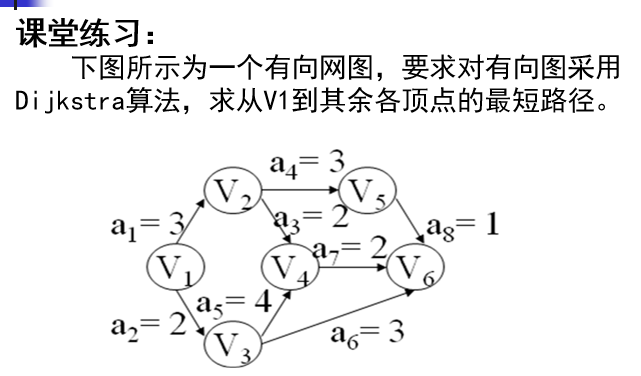 课堂练习：
下图所示为一个有向网图，要求对有向图采用
Dijkstra算法，求从V1到其余各顶点的最短路径。
a4= 3
V2
V5
a1= 3
a3= 2
a8= 1
a7= 2
V1
V4
V6
a5= 4
a2= 2
a6= 3
V3